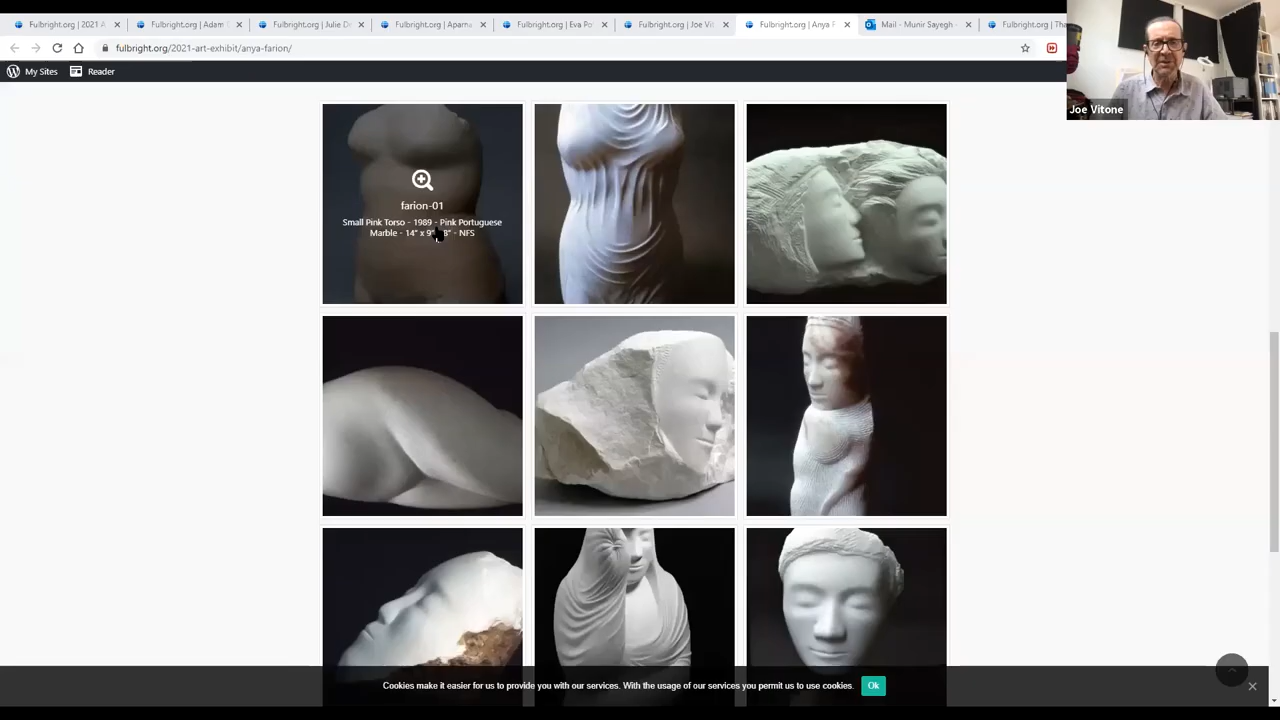 Fulbright.org | 2021 A
Fulbright.org | Adam
Fulbright.org | Julie D
Fulbright.org | Aparna
Fulbright.org | Eva Po
Fulbright.org | Joe Vit
Fulbright.org | Anya F
Mail - Munir Sayegh -
Fulbright.org | Tha
fulbright.org/2021-art-exhibit/anya-farion/
My Sites
Reader
Joe Vitone
farion-01
Small Pink Torso - 1989 - Pink Portuguese
Marble - 14" x 9" 8" - NFS
Cookies make it easier for us to provide you with our services. With the usage of our services you permit us to use cookies.
Ok